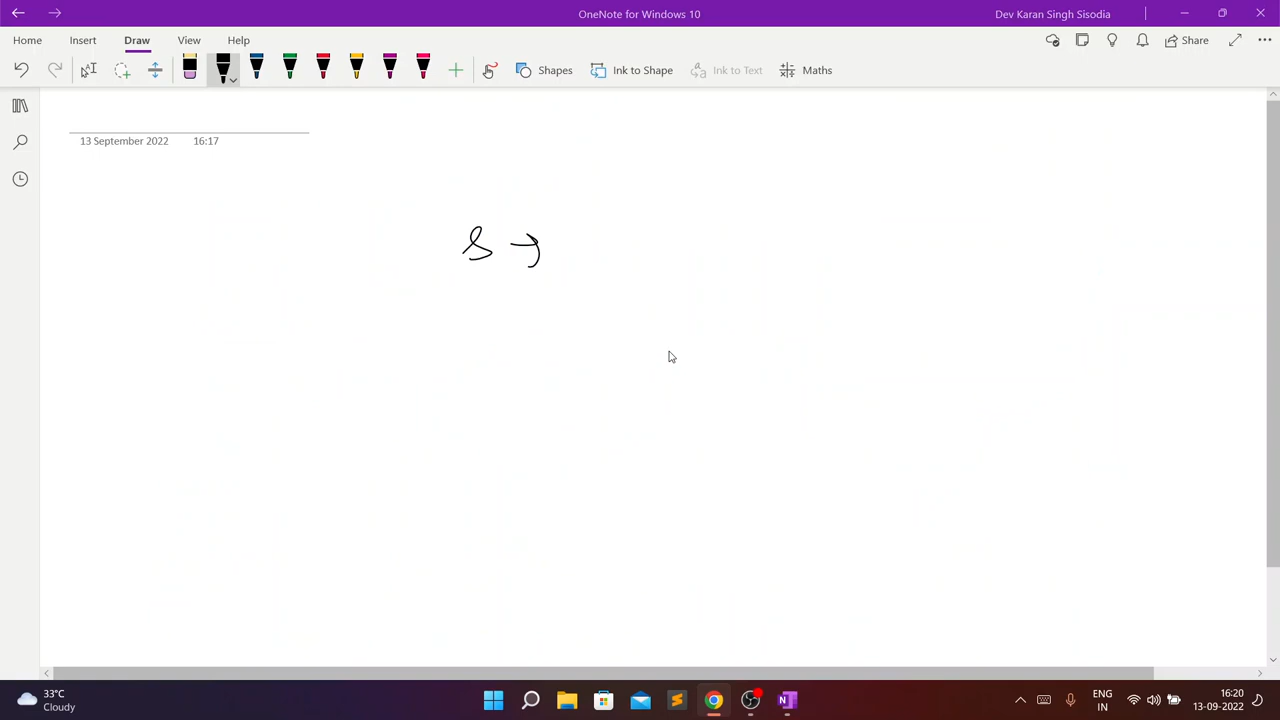 OneNote for Windows 10
Dev Karan Singh Sisodia
Home Insert Draw View Help
Share
Shapes Ink to Shape Ink to Text Maths
13 September 2022 16:17
S →
33°C
Cloudy
ENG
IN
16:20
13-09-2022